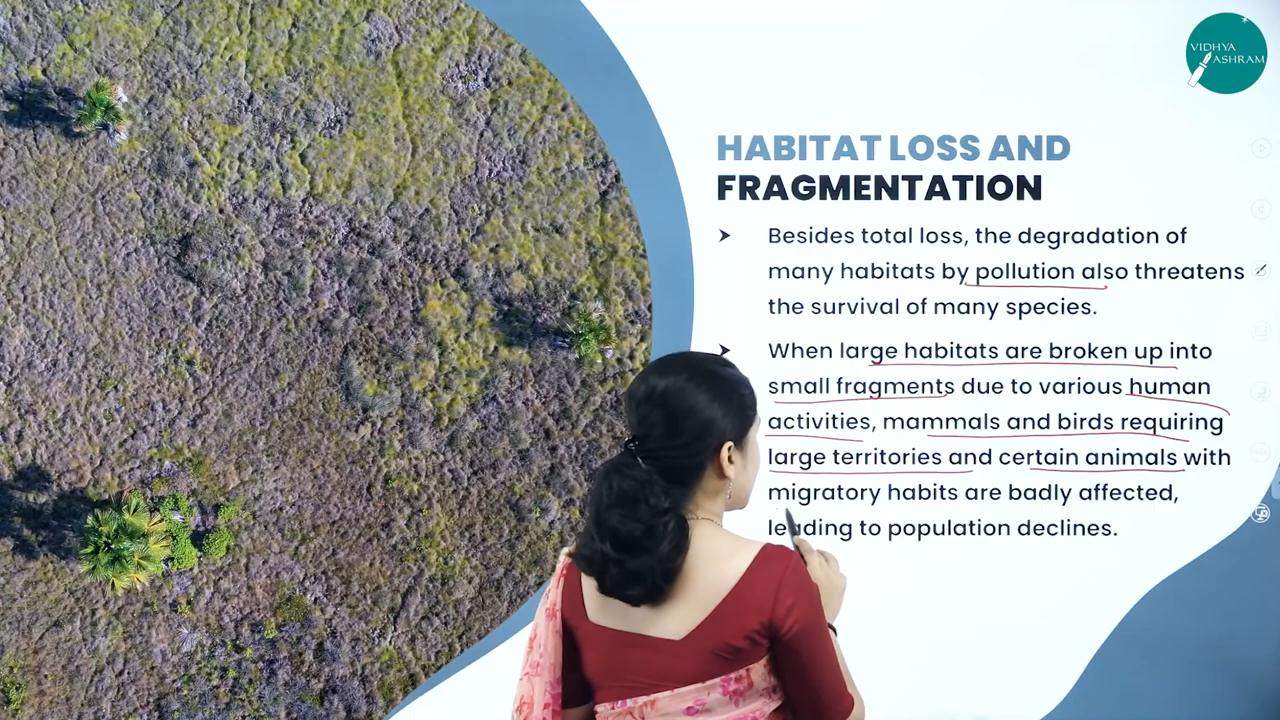 VIDHYA
ASHRAM
HABITAT LOSS AND
FRAGMENTATION
Besides total loss, the degradation of
many habitats by pollution also threatens
the survival of many species.
When large habitats are broken up into
small fragments due to various human
activities, mammals and birds requiring
large territories and certain animals with
migratory habits are badly affected,
leading to population declines.